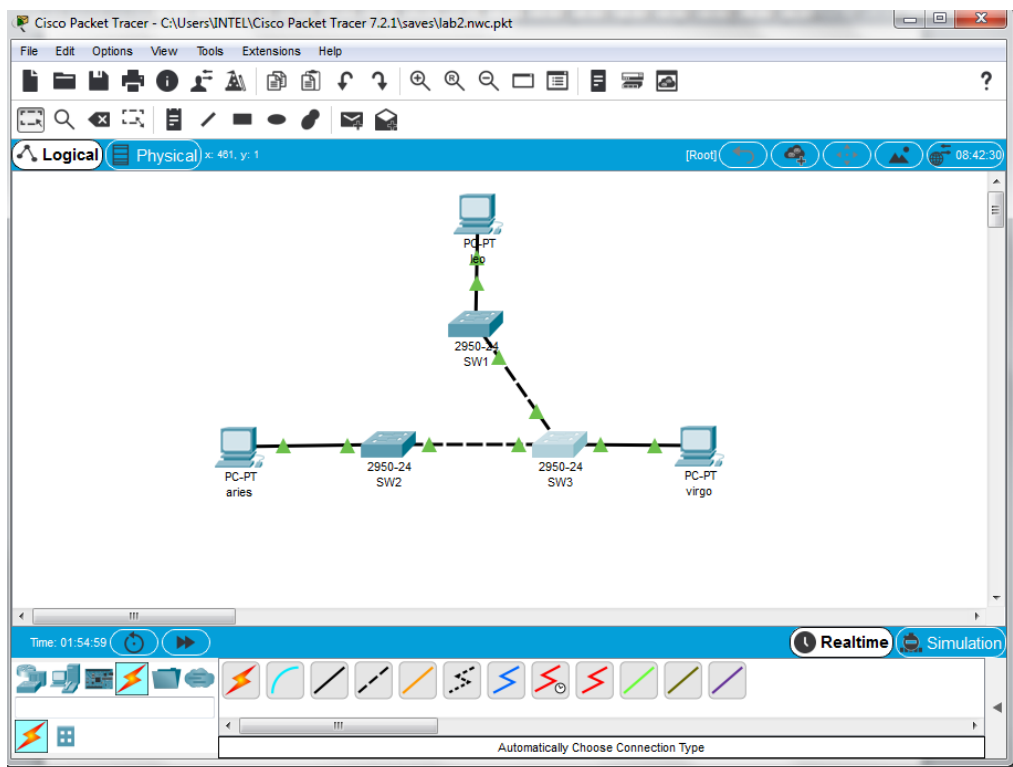 Cisco Packet Tracer - C:\Users\INTEL\Cisco Packet Tracer 7.2.1\saves\lab2.nwc.pkt
File Edit Options View Tools Extensions Help
?
Logical Physical x: 461, y: 1 [Root] 08:42:30
PC-PT
leo
2950-24
SW1
PC-PT
aries
2950-24
SW2
2950-24
SW3
PC-PT
virgo
Time: 01:54:59 Realtime Simulation
Automatically Choose Connection Type